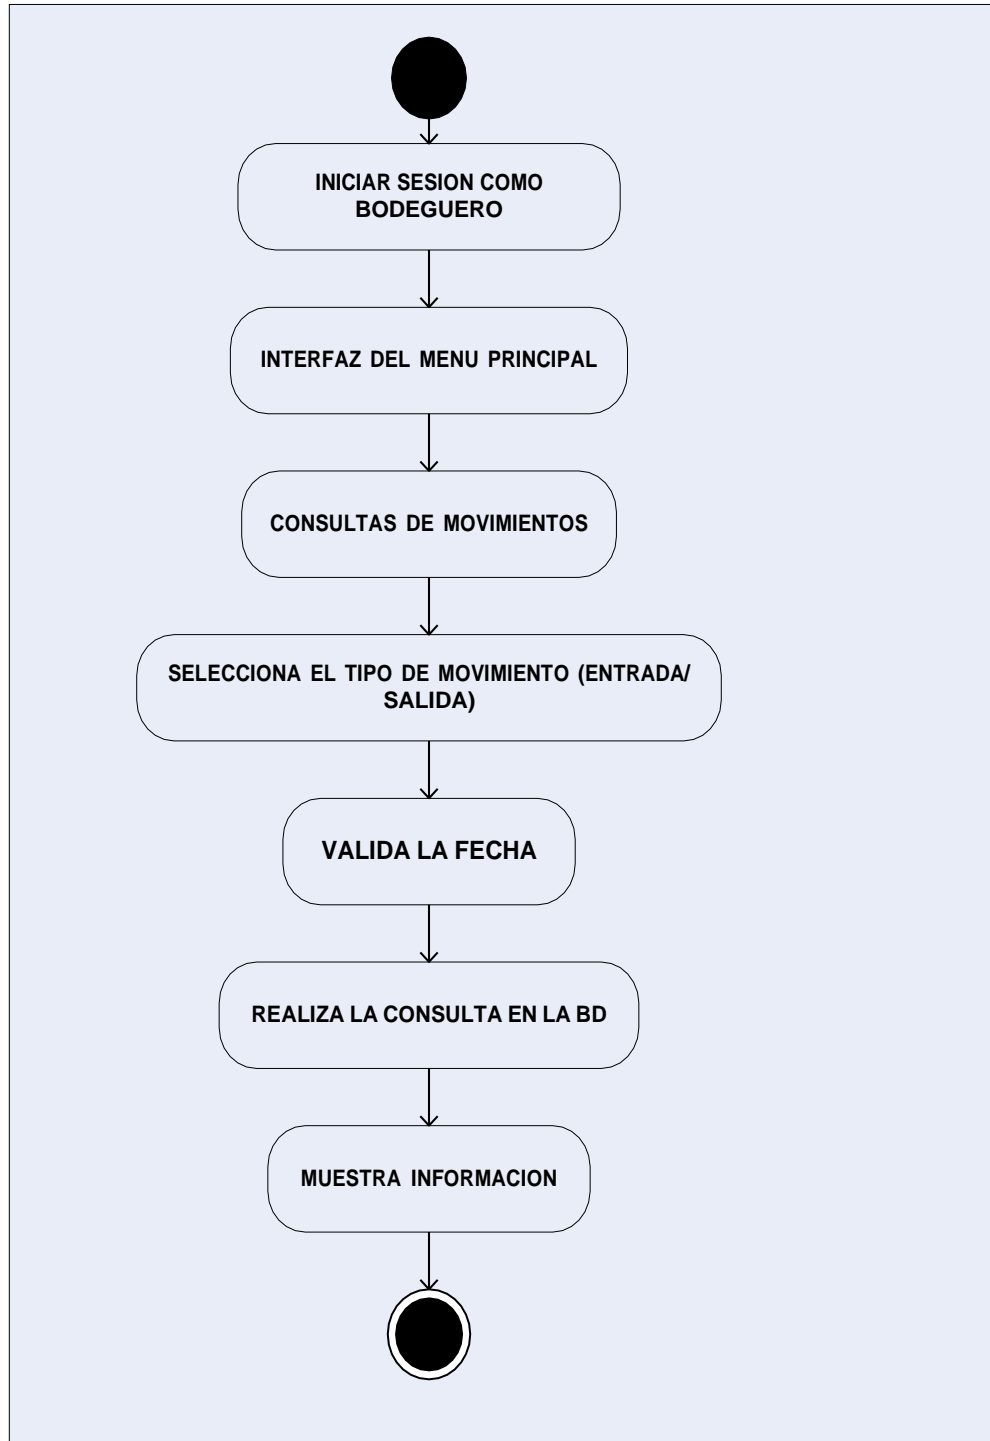 INICIAR SESION COMO
BODEGUERO
INTERFAZ DEL MENU PRINCIPAL
CONSULTAS DE MOVIMIENTOS
SELECCIONA EL TIPO DE MOVIMIENTO (ENTRADA/
SALIDA)
VALIDA LA FECHA
REALIZA LA CONSULTA EN LA BD
MUESTRA INFORMACION